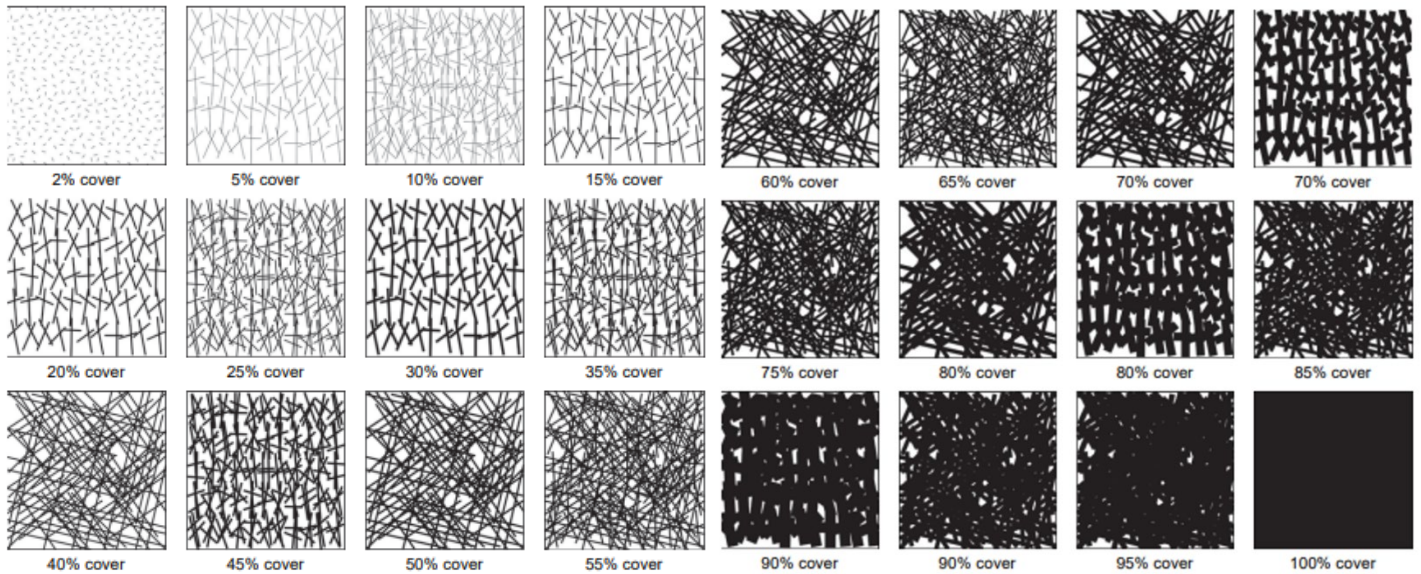 2% cover
5% cover
10% cover
15% cover
60% cover
65% cover
70% cover
70% cover
20% cover
25% cover
30% cover
35% cover
75% cover
80% cover
80% cover
85% cover
40% cover
45% cover
50% cover
55% cover
90% cover
90% cover
95% cover
100% cover